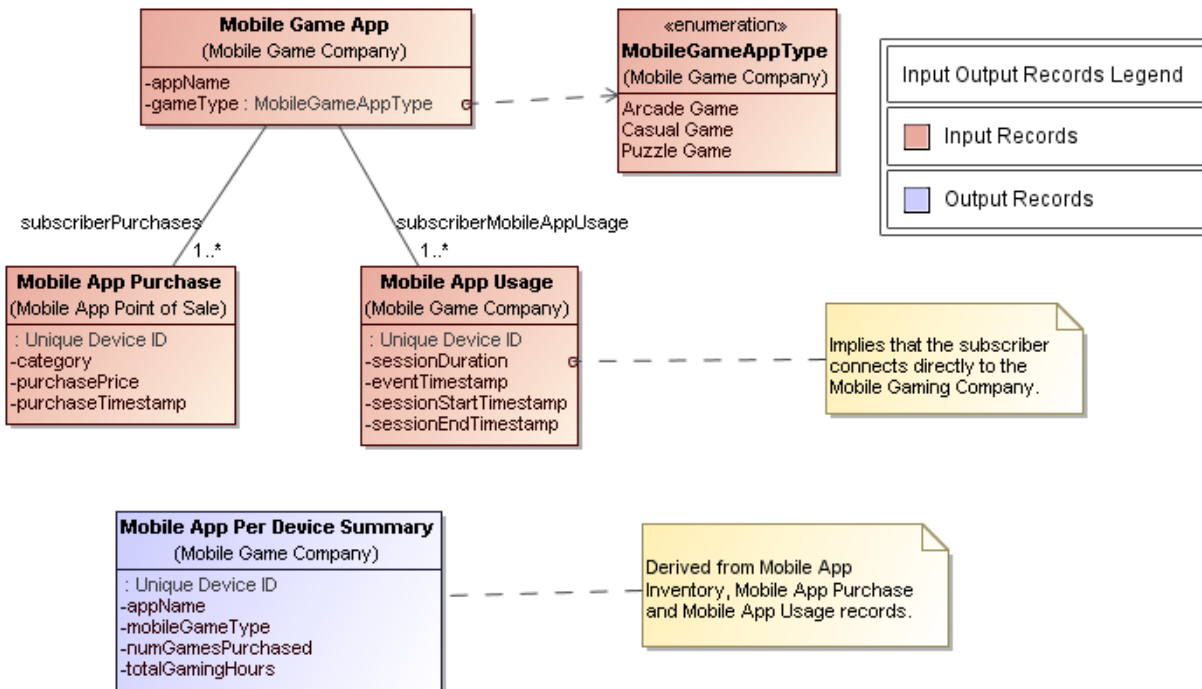 Mobile Game App
(Mobile Game Company)
-appName
-gameType : MobileGameAppType
«enumeration»
MobileGameAppType
(Mobile Game Company)
Arcade Game
Casual Game
Puzzle Game
Input Output Records Legend
Input Records
Output Records
subscriberPurchases
1..*
subscriberMobileAppUsage
1..*
Mobile App Purchase
(Mobile App Point of Sale)
: Unique Device ID
-category
-purchasePrice
-purchaseTimestamp
Mobile App Usage
(Mobile Game Company)
: Unique Device ID
-sessionDuration
-eventTimestamp
-sessionStartTimestamp
-sessionEndTimestamp
Implies that the subscriber
connects directly to the
Mobile Gaming Company.
Mobile App Per Device Summary
(Mobile Game Company)
: Unique Device ID
-appName
-mobileGameType
-numGamesPurchased
-totalGamingHours
Derived from Mobile App
Inventory, Mobile App Purchase
and Mobile App Usage records.